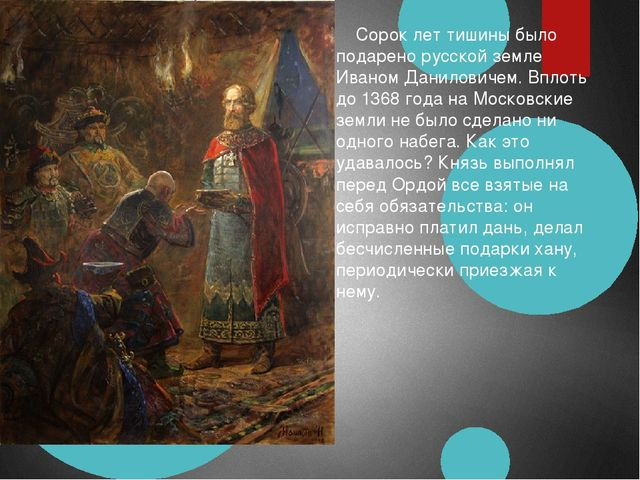 Сорок лет тишины было
подарено русской земле
Иваном Даниловичем. Вплоть
до 1368 года на Московские
земли не было сделано ни
одного набега. Как это
удавалось? Князь выполнял
перед Ордой все взятые на
себя обязательства: он
исправно платил дань, делал
бесчисленные подарки хану,
периодически приезжая к
нему.